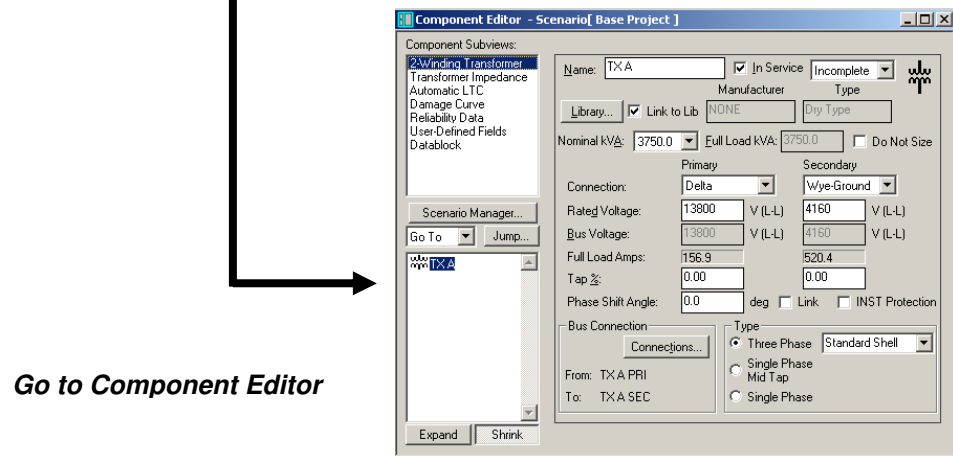 Component Editor - Scenario[ Base Project ]
Component Subviews:
2-Winding Transformer
Transformer Impedance
Automatic LTC
Damage Curve
Reliability Data
User-Defined Fields
Datablock
Scenario Manager...
Go To Jump...
TX A
Expand Shrink
Name: TX A In Service Incomplete
Manufacturer Type
Library... Link to Lib NONE Dry Type
Nominal kVA: 3750.0 Full Load kVA: 3750.0 Do Not Size
Primary Secondary
Connection: Delta Wye-Ground
Rated Voltage: 13800 V (L-L) 4160 V (L-L)
Bus Voltage: 13800 V (L-L) 4160 V (L-L)
Full Load Amps: 156.9 520.4
Tap %: 0.00 0.00
Phase Shift Angle: 0.0 deg Link INST Protection
Bus Connection
Connections...
From: TX A PRI
To: TX A SEC
Type
Three Phase Standard Shell
Single Phase
Mid Tap
Single Phase
Go to Component Editor